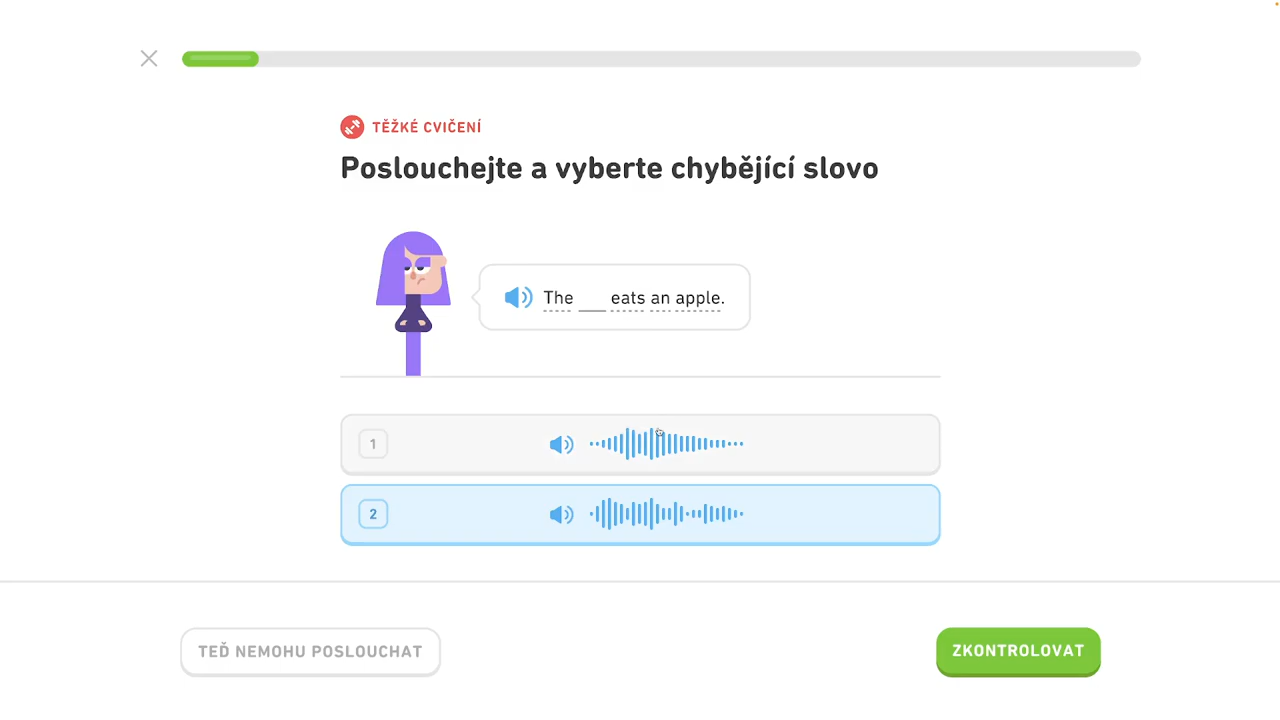 TĚŽKÉ CVIČENÍ
Poslouchejte a vyberte chybějící slovo
The ___ eats an apple.
1
2
TEĎ NEMOHU POSLOUCHAT
ZKONTROLOVAT